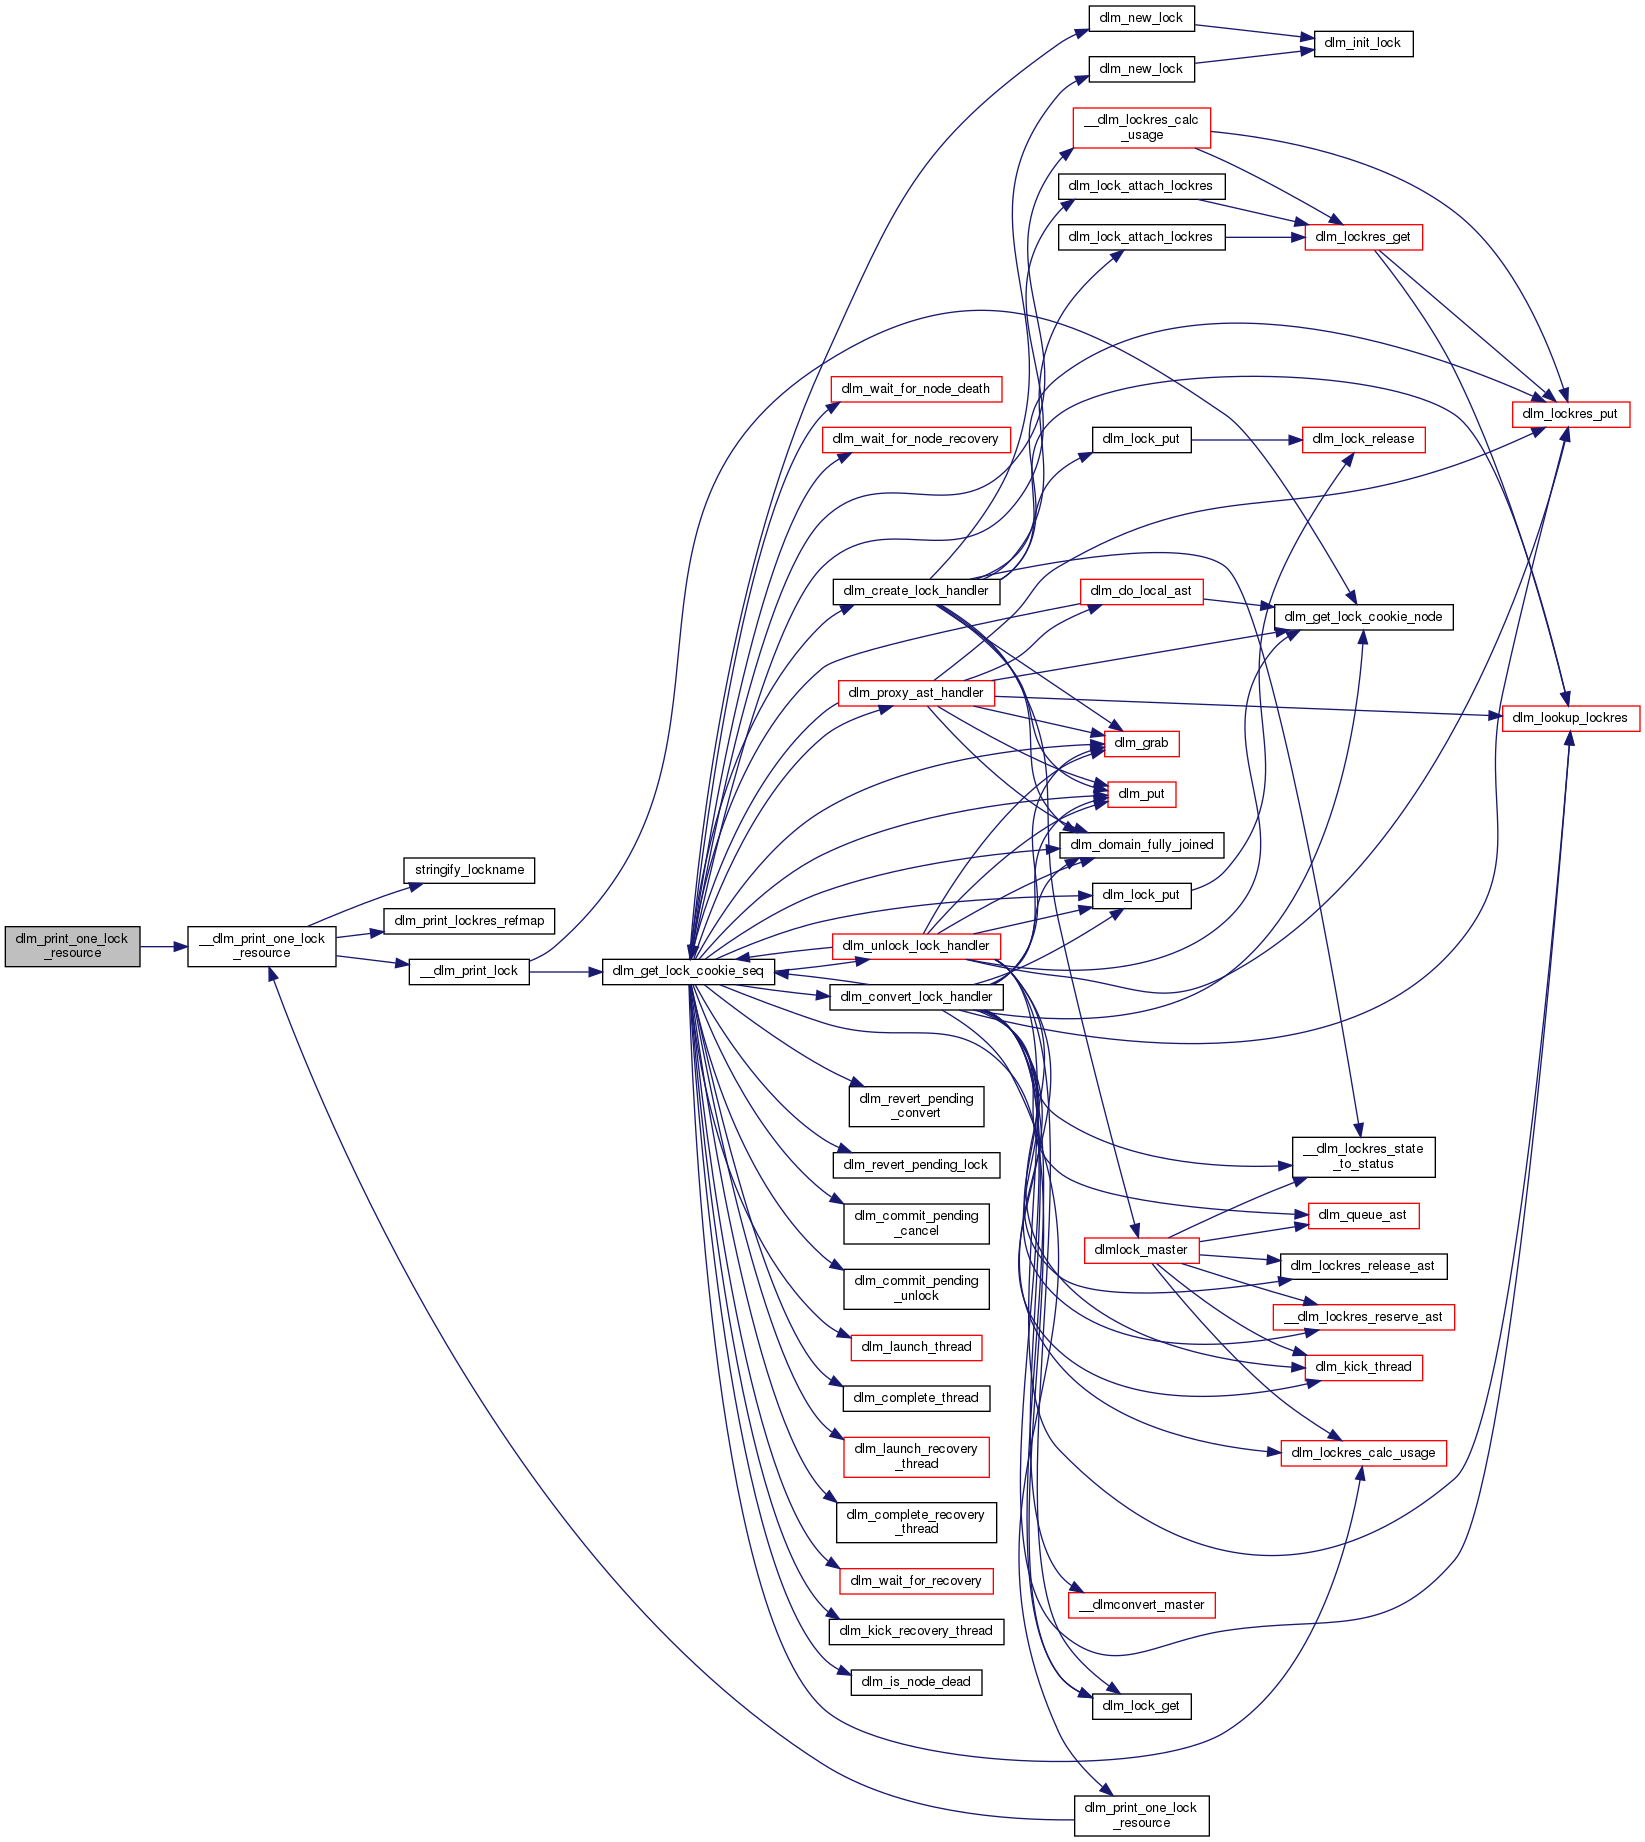 dlm_new_lock
dlm_init_lock
dlm_new_lock
__dlm_lockres_calc
_usage
dlm_lock_attach_lockres
dlm_lock_attach_lockres
dlm_lockres_get
dlm_wait_for_node_death
dlm_lockres_put
dlm_wait_for_node_recovery
dlm_lock_put
dlm_lock_release
dlm_create_lock_handler
dlm_do_local_ast
dlm_get_lock_cookie_node
dlm_proxy_ast_handler
dlm_lookup_lockres
dlm_grab
dlm_put
dlm_domain_fully_joined
stringify_lockname
dlm_lock_put
dlm_print_lockres_refmap
dlm_print_one_lock
_resource
__dlm_print_one_lock
_resource
dlm_unlock_lock_handler
__dlm_print_lock
dlm_get_lock_cookie_seq
dlm_convert_lock_handler
dlm_revert_pending
_convert
dlm_revert_pending_lock
__dlm_lockres_state
_to_status
dlm_commit_pending
_cancel
dlm_queue_ast
dlmlock_master
dlm_lockres_release_ast
dlm_commit_pending
_unlock
__dlm_lockres_reserve_ast
dlm_launch_thread
dlm_kick_thread
dlm_complete_thread
dlm_launch_recovery
_thread
dlm_lockres_calc_usage
dlm_complete_recovery
_thread
dlm_wait_for_recovery
__dlmconvert_master
dlm_kick_recovery_thread
dlm_is_node_dead
dlm_lock_get
dlm_print_one_lock
_resource